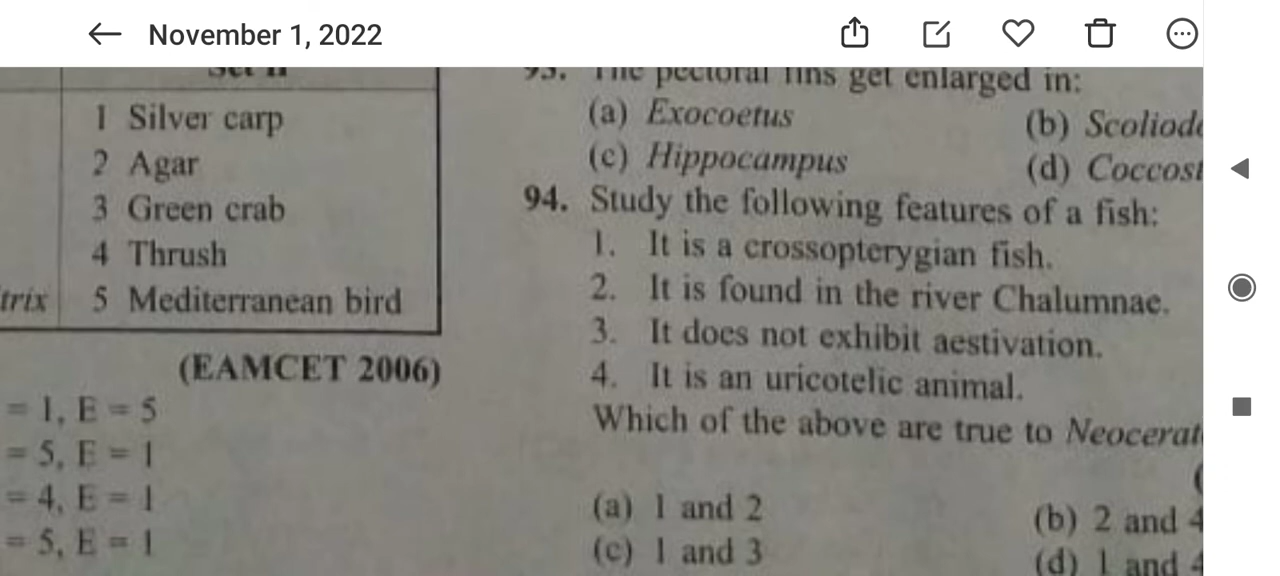 November 1, 2022
1 Silver carp
2 Agar
3 Green crab
4 Thrush
trix 5 Mediterranean bird
(EAMCET 2006)
= 1, E = 5
= 5, E = 1
= 4, E = 1
= 5, E = 1
93. The pectoral fins get enlarged in:
(a) Exocoetus (b) Scoliod
(c) Hippocampus (d) Coccost
94. Study the following features of a fish:
1. It is a crossopterygian fish.
2. It is found in the river Chalumnae.
3. It does not exhibit aestivation.
4. It is an uricotelic animal.
Which of the above are true to Neocerat
(
(a) 1 and 2 (b) 2 and 4
(c) 1 and 3 (d) 1 and 4